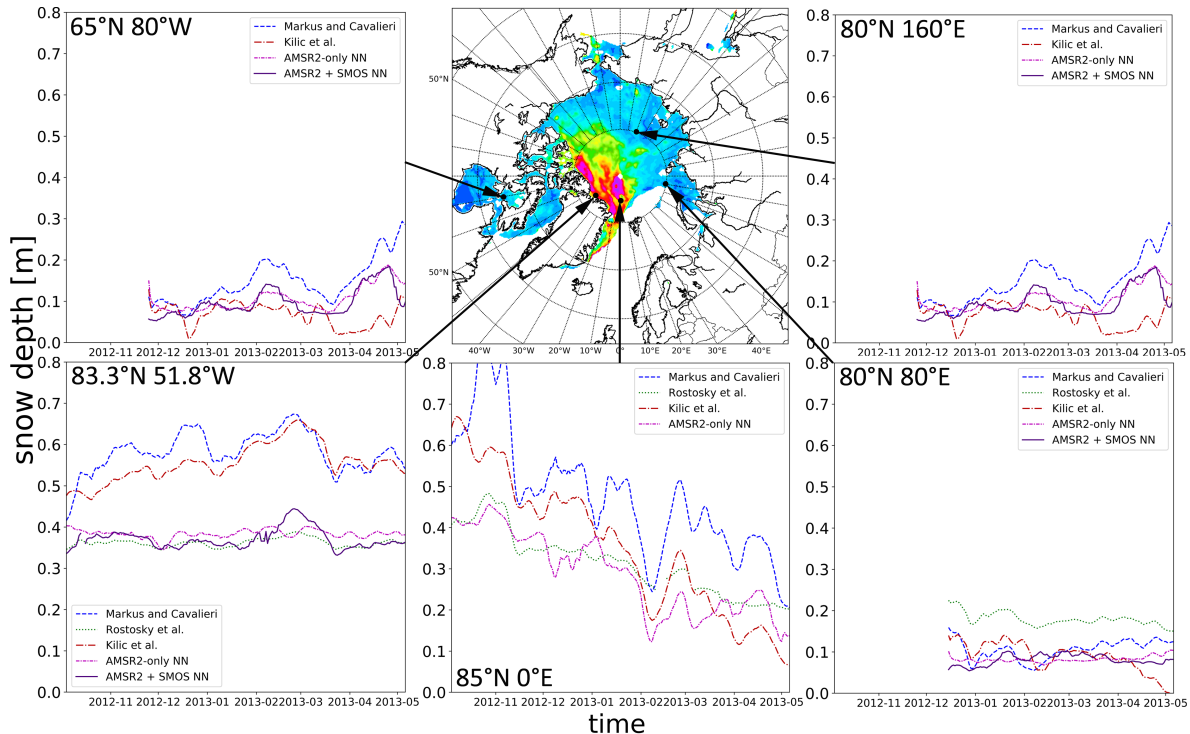 65°N 80°W
Markus and Cavalieri
Kilic et al.
AMSR2-only NN
AMSR2 + SMOS NN
0.8
0.7
0.6
0.5
0.4
0.3
0.2
0.1
0.0
2012-11 2012-12 2013-01 2013-02 2013-03 2013-04 2013-05
50°N
50°N
40°W 30°W 20°W 10°W 0° 10°E 20°E 30°E 40°E
80°N 160°E
Markus and Cavalieri
Kilic et al.
AMSR2-only NN
AMSR2 + SMOS NN
0.8
0.7
0.6
0.5
0.4
0.3
0.2
0.1
0.0
2012-11 2012-12 2013-01 2013-02 2013-03 2013-04 2013-05
snow depth [m]
83.3°N 51.8°W
0.8
0.7
0.6
0.5
0.4
0.3
0.2
0.1
0.0
Markus and Cavalieri
Rostosky et al.
Kilic et al.
AMSR2-only NN
AMSR2 + SMOS NN
2012-11 2012-12 2013-01 2013-02 2013-03 2013-04 2013-05
0.8
0.7
0.6
0.5
0.4
0.3
0.2
0.1
0.0
Markus and Cavalieri
Rostosky et al.
Kilic et al.
AMSR2-only NN
85°N 0°E
2012-11 2012-12 2013-01 2013-02 2013-03 2013-04 2013-05
80°N 80°E
Markus and Cavalieri
Rostosky et al.
Kilic et al.
AMSR2-only NN
AMSR2 + SMOS NN
0.8
0.7
0.6
0.5
0.4
0.3
0.2
0.1
0.0
2012-11 2012-12 2013-01 2013-02 2013-03 2013-04 2013-05
time